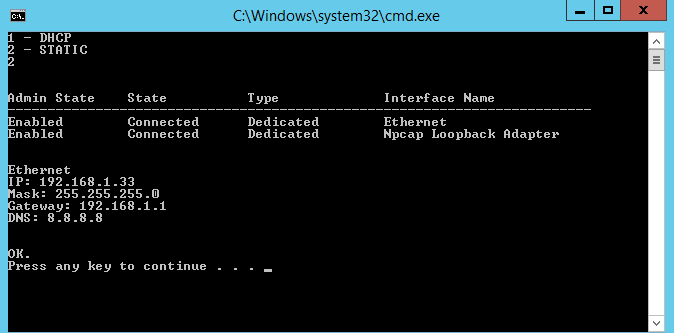 C:\Windows\system32\cmd.exe
1 - DHCP
2 - STATIC
2
Admin State    State          Type             Interface Name
-------------------------------------------------------------------------
Enabled        Connected      Dedicated        Ethernet
Enabled        Connected      Dedicated        Npcap Loopback Adapter
Ethernet
IP: 192.168.1.33
Mask: 255.255.255.0
Gateway: 192.168.1.1
DNS: 8.8.8.8
OK.
Press any key to continue . . . _